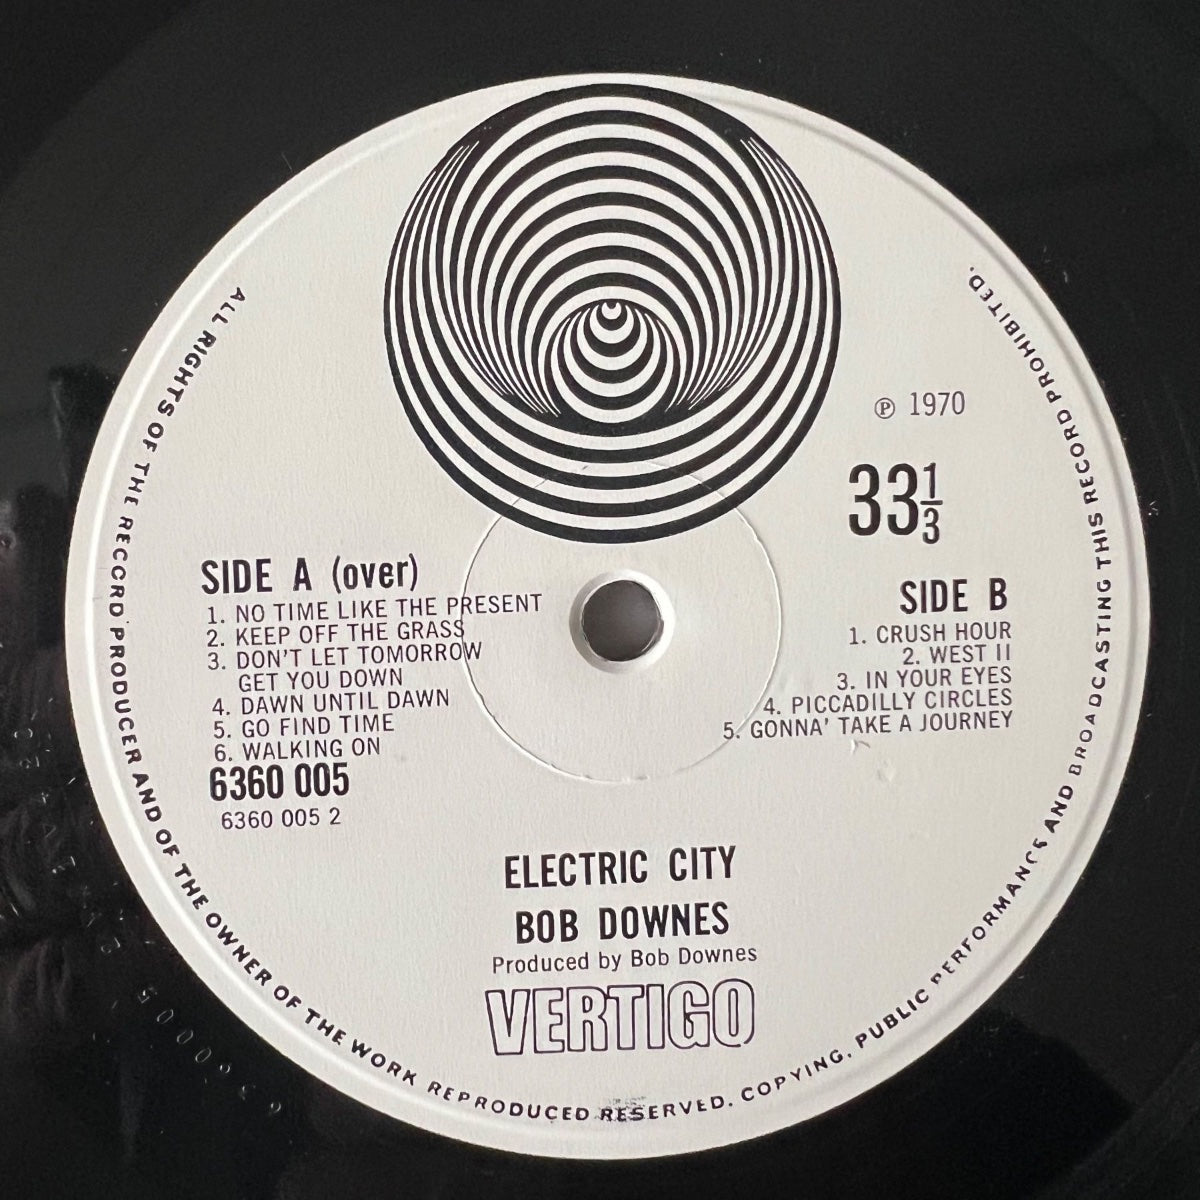 ℗ 1970
33 1/3
SIDE A (over)
1. NO TIME LIKE THE PRESENT
2. KEEP OFF THE GRASS
3. DON'T LET TOMORROW
GET YOU DOWN
4. DAWN UNTIL DAWN
5. GO FIND TIME
6. WALKING ON
6360 005
6360 005 2
SIDE B
1. CRUSH HOUR
2. WEST II
3. IN YOUR EYES
4. PICCADILLY CIRCLES
5. GONNA' TAKE A JOURNEY
ELECTRIC CITY
BOB DOWNES
Produced by Bob Downes
VERTIGO
ALL RIGHTS OF THE RECORD PRODUCER AND OF THE OWNER OF THE WORK REPRODUCED RESERVED. COPYING, PUBLIC PERFORMANCE AND BROADCASTING THIS RECORD PROHIBITED.